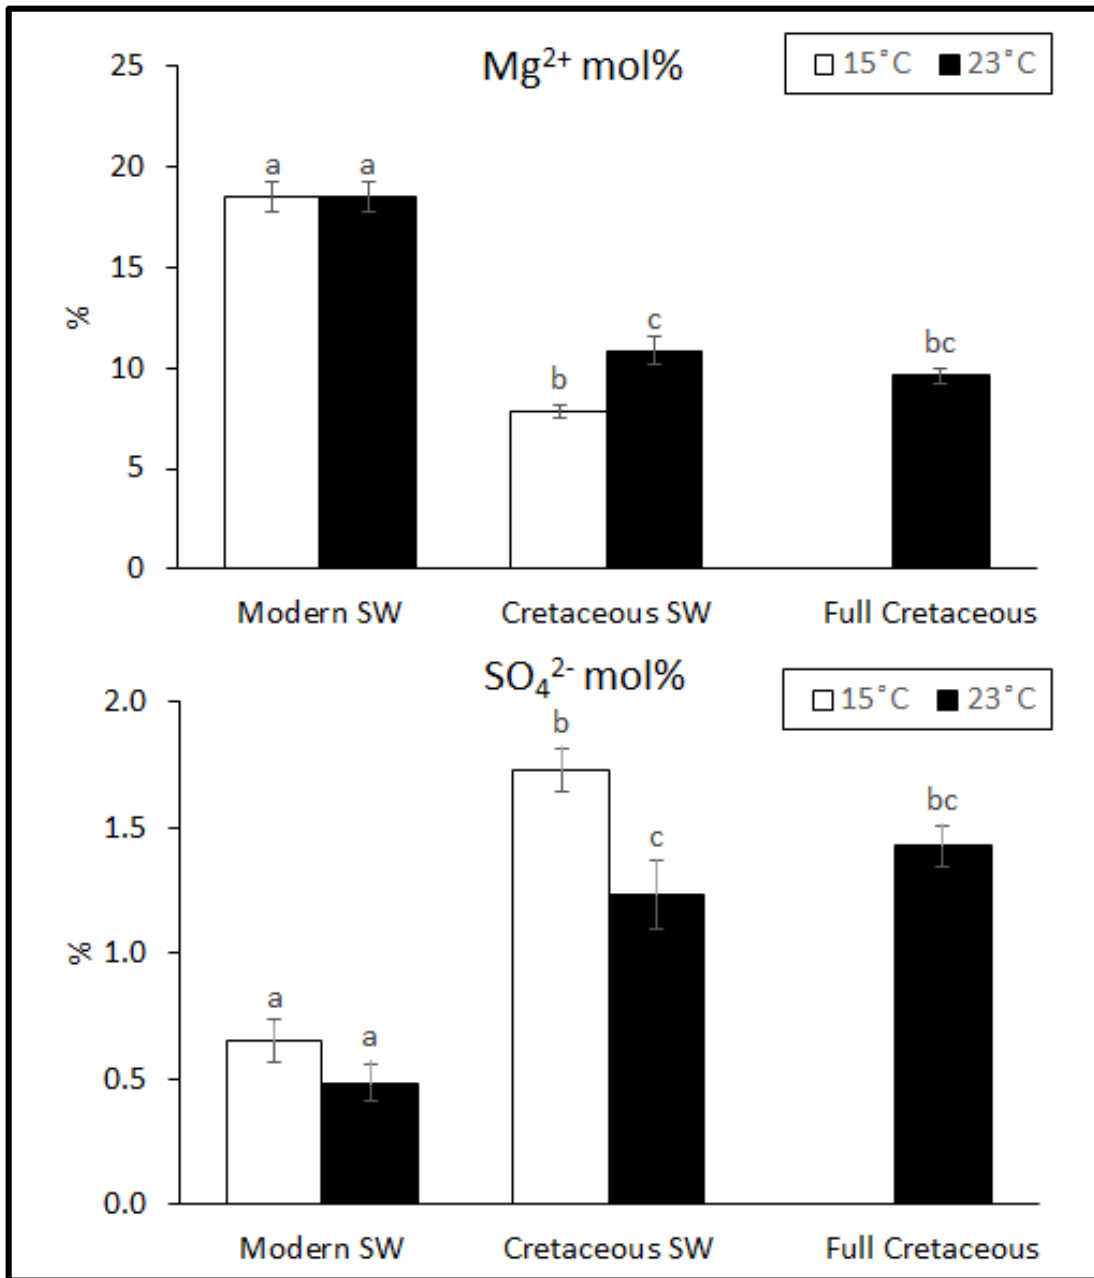 Mg²⁺ mol%
15˚C 23˚C
25
20
15
10
5
0
%
a a
b c
bc
Modern SW Cretaceous SW Full Cretaceous
SO₄²⁻ mol%
15˚C 23˚C
2.0
1.5
1.0
0.5
0.0
%
a a
b c
bc
Modern SW Cretaceous SW Full Cretaceous